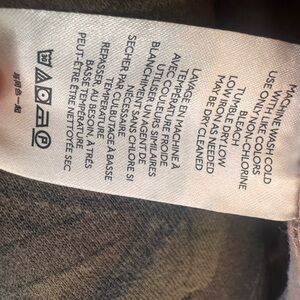 MACHINE WASH COLD
WITH LIKE COLORS
USE ONLY NON-CHLORINE
BLEACH
TUMBLE DRY LOW
LOW IRON IF NEEDED
MAY BE DRY CLEANED
LAVAGE
EN MACHINE À
TEMPÉRATURE FROIDE
AVEC COULEURS SIMILAIRES
UTILISER UN AGENT DE
BLANCHIMENT SANS CHLORE SI
NÉCESSAIRE
SÉCHER PAR CULBUTAGE À BASSE
TEMPÉRATURE
REPASSER, AU BESOIN, À TRÈS
BASSE TEMPÉRATURE
PEUT-ÊTRE NETTOYÉ SEC